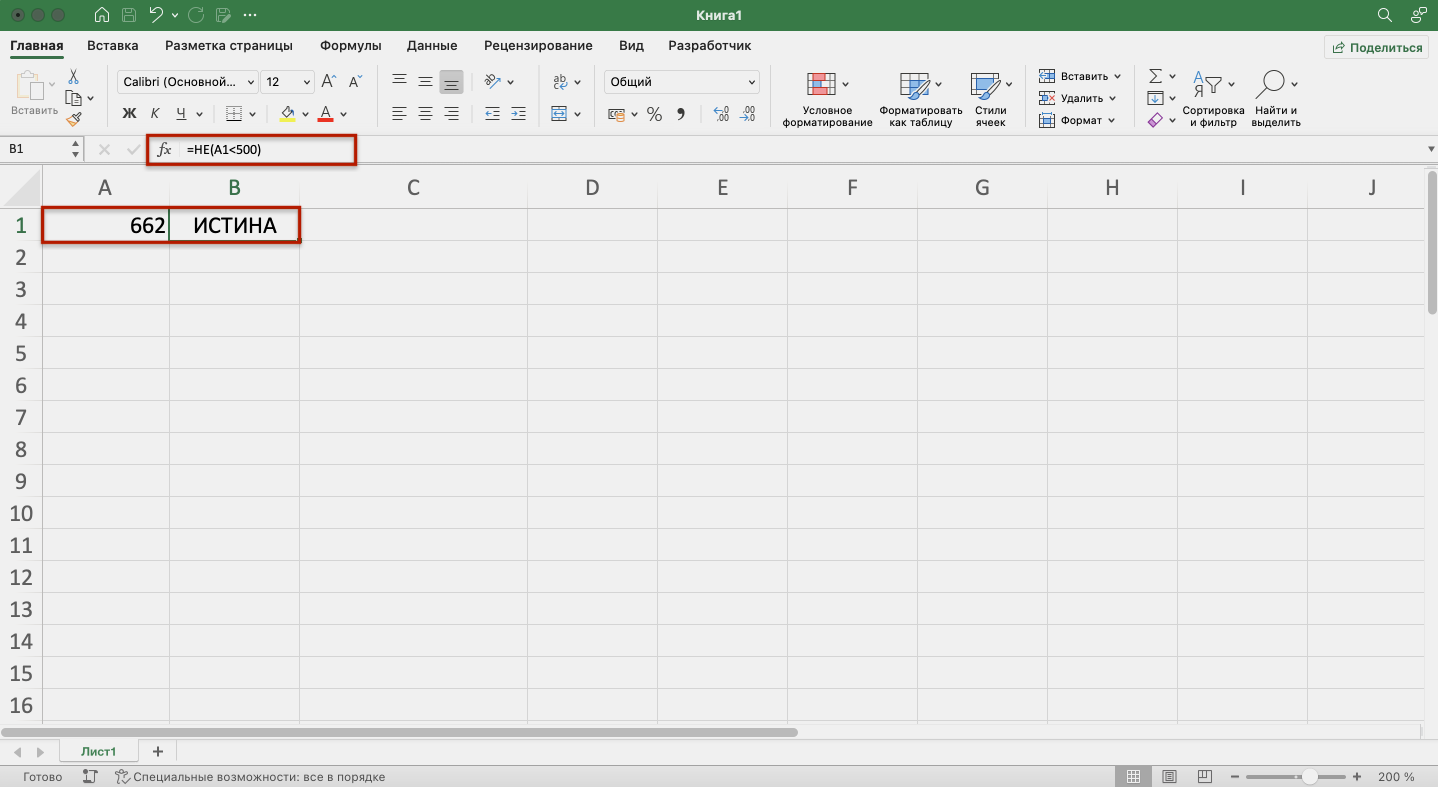 Книга1
Главная Вставка Разметка страницы Формулы Данные Рецензирование Вид Разработчик Поделиться
Вставить
Calibri (Основной... 12
Ж К Ч
Общий
Условное форматирование
Форматировать как таблицу
Стили ячеек
Вставить
Удалить
Формат
Сортировка и фильтр
Найти и выделить
B1 fx =НЕ(A1<500)
A B C D E F G H I J
1 662 ИСТИНА
2
3
4
5
6
7
8
9
10
11
12
13
14
15
16
Лист1
Готово Специальные возможности: все в порядке 200 %